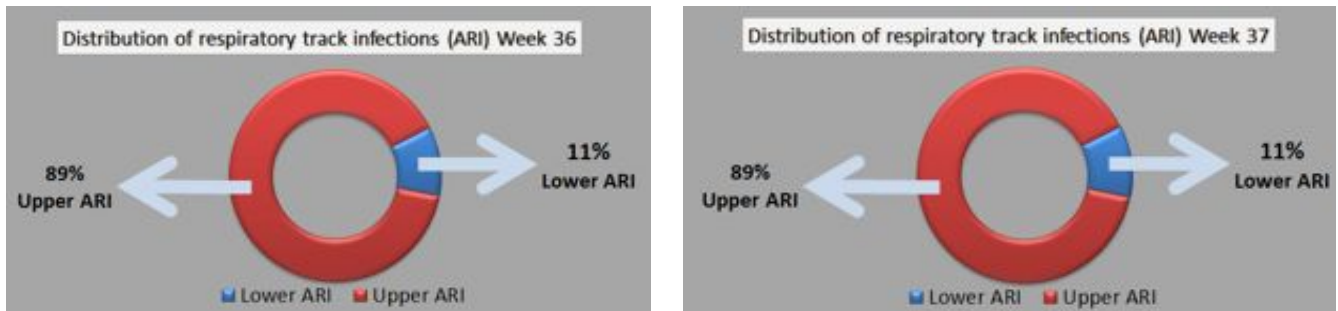 Distribution of respiratory track infections (ARI) Week 36
89%
Upper ARI
11%
Lower ARI
Lower ARI Upper ARI
Distribution of respiratory track infections (ARI) Week 37
89%
Upper ARI
11%
Lower ARI
Lower ARI Upper ARI